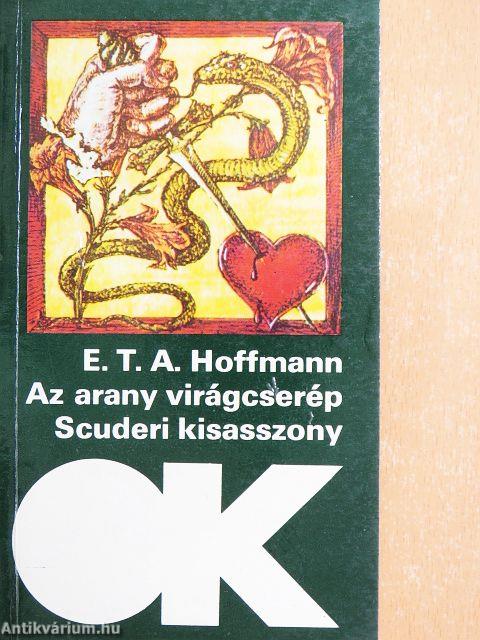 E. T. A. Hoffmann
Az arany virágcserép
Scuderi kisasszony
OK
Antikvárium.hu